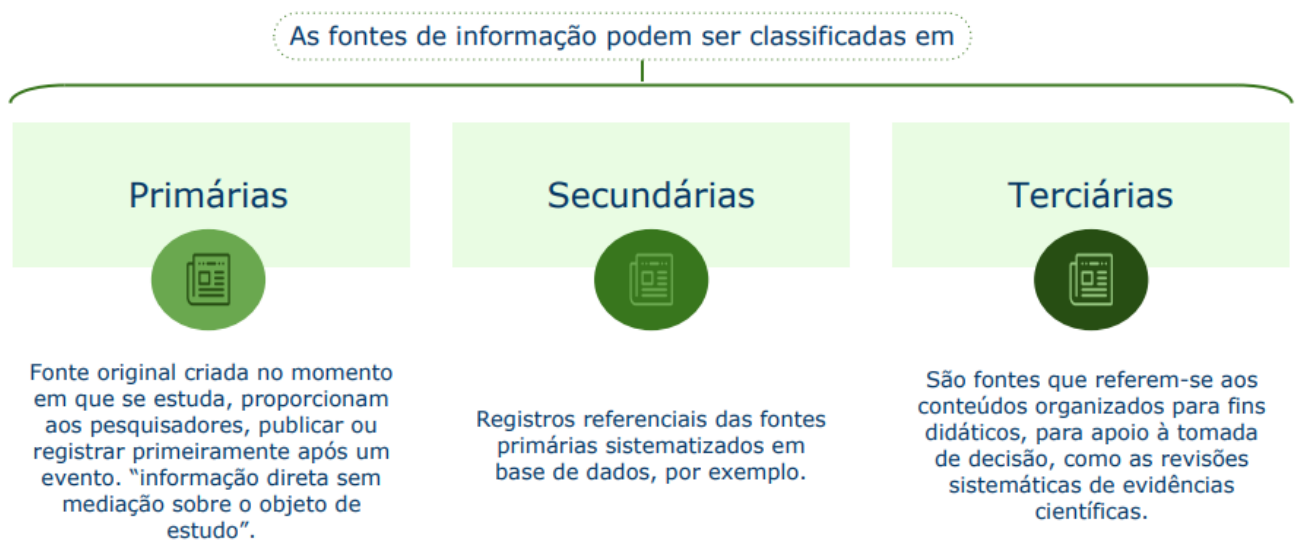 As fontes de informação podem ser classificadas em
Primárias
Fonte original criada no momento
em que se estuda, proporcionam
aos pesquisadores, publicar ou
registrar primeiramente após um
evento. “informação direta sem
mediação sobre o objeto de
estudo”.
Secundárias
Registros referenciais das fontes
primárias sistematizados em
base de dados, por exemplo.
Terciárias
São fontes que referem-se aos
conteúdos organizados para fins
didáticos, para apoio à tomada
de decisão, como as revisões
sistemáticas de evidências
científicas.